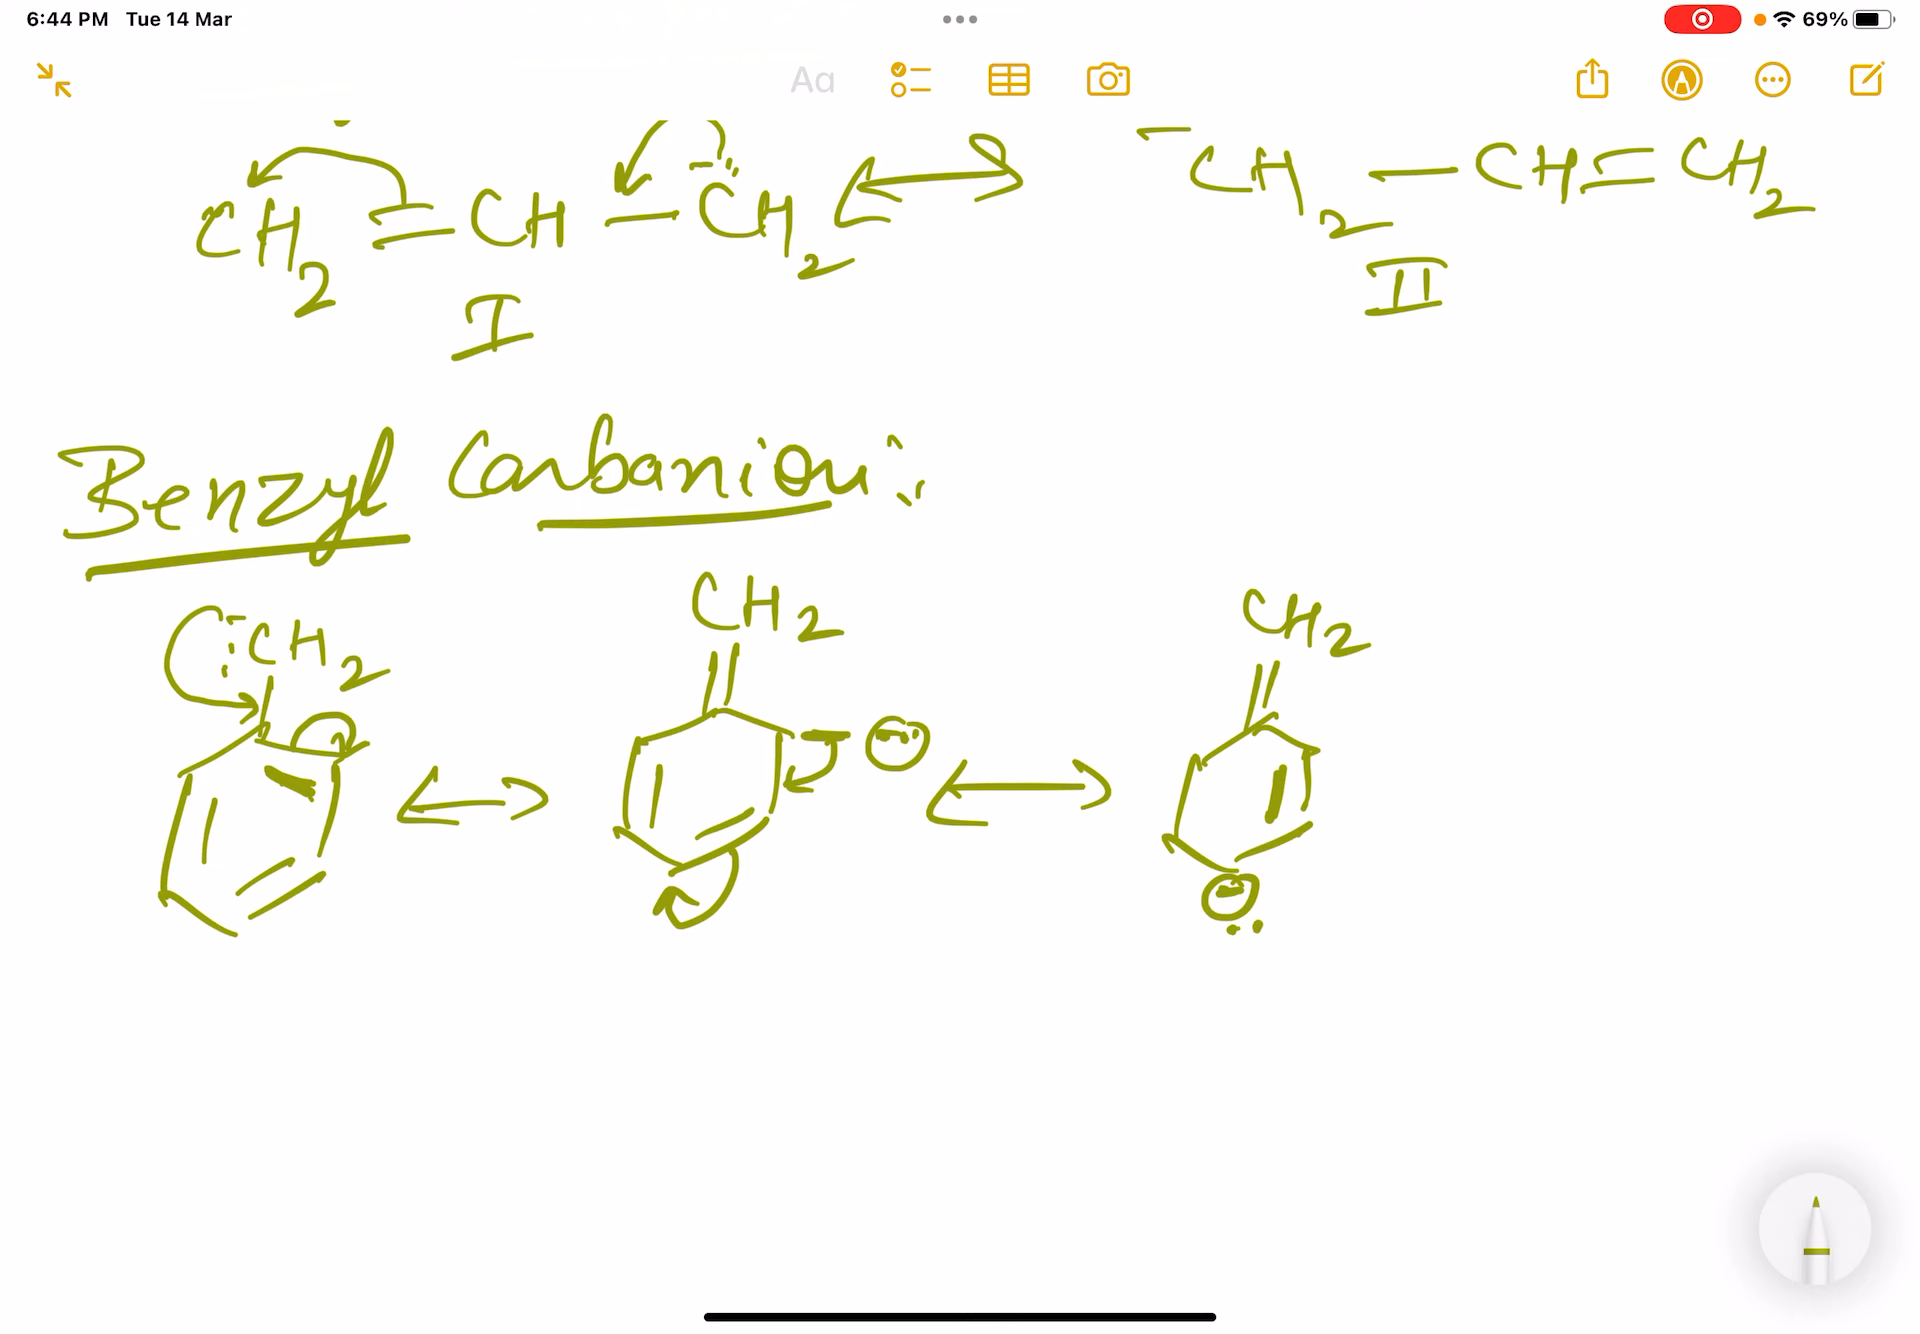 6:44 PM Tue 14 Mar 69%
Aa
CH2 = CH – C̄H2 ↔ ⁻CH2 – CH = CH2
I II
Benzyl Carbanion:
:CH2 CH2 CH2
⊖ ⊖